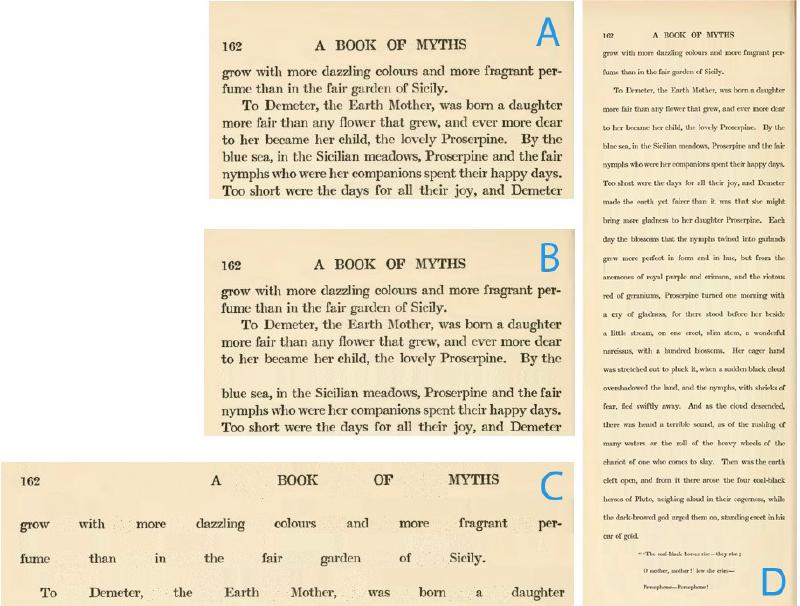 162 A BOOK OF MYTHS A
grow with more dazzling colours and more fragrant per-
fume than in the fair garden of Sicily.
To Demeter, the Earth Mother, was born a daughter
more fair than any flower that grew, and ever more dear
to her became her child, the lovely Proserpine. By the
blue sea, in the Sicilian meadows, Proserpine and the fair
nymphs who were her companions spent their happy days.
Too short were the days for all their joy, and Demeter
162 A BOOK OF MYTHS B
grow with more dazzling colours and more fragrant per-
fume than in the fair garden of Sicily.
To Demeter, the Earth Mother, was born a daughter
more fair than any flower that grew, and ever more dear
to her became her child, the lovely Proserpine. By the
blue sea, in the Sicilian meadows, Proserpine and the fair
nymphs who were her companions spent their happy days.
Too short were the days for all their joy, and Demeter
162 A BOOK OF MYTHS C
grow with more dazzling colours and more fragrant per-
fume than in the fair garden of Sicily.
To Demeter, the Earth Mother, was born a daughter
162 A BOOK OF MYTHS
grow with more dazzling colours and more fragrant per-
fume than in the fair garden of Sicily.
To Demeter, the Earth Mother, was born a daughter
more fair than any flower that grew, and ever more dear
to her became her child, the lovely Proserpine. By the
blue sea, in the Sicilian meadows, Proserpine and the fair
nymphs who were her companions spent their happy days.
Too short were the days for all their joy, and Demeter
made the earth yet fairer than it was that she might
bring more gladness to her daughter Proserpine. Each
day the blossoms that the nymphs twined into garlands
grew more perfect in form and in hue, but from the
anemones of royal purple and crimson, and the riotous
red of geraniums, Proserpine turned one morning with
a cry of gladness, for there stood before her beside
a little stream, on one erect, slim stem, a wonderful
narcissus, with a hundred blossoms. Her eager hand
was stretched out to pluck it, when a sudden black cloud
overshadowed the land, and the nymphs, with shrieks of
fear, fled swiftly away. And as the cloud descended,
there was heard a terrible sound, as of the rushing of
many waters or the roll of the heavy wheels of the
chariot of one who comes to slay. Then was the earth
cleft open, and from it there arose the four coal-black
horses of Pluto, neighing aloud in their eagerness, while
the dark-browed god urged them on, standing erect in his
car of gold.
"'The coal-black horses rise—they rise;
O mother, mother!' low she cries—
Persephone—Persephone!
D